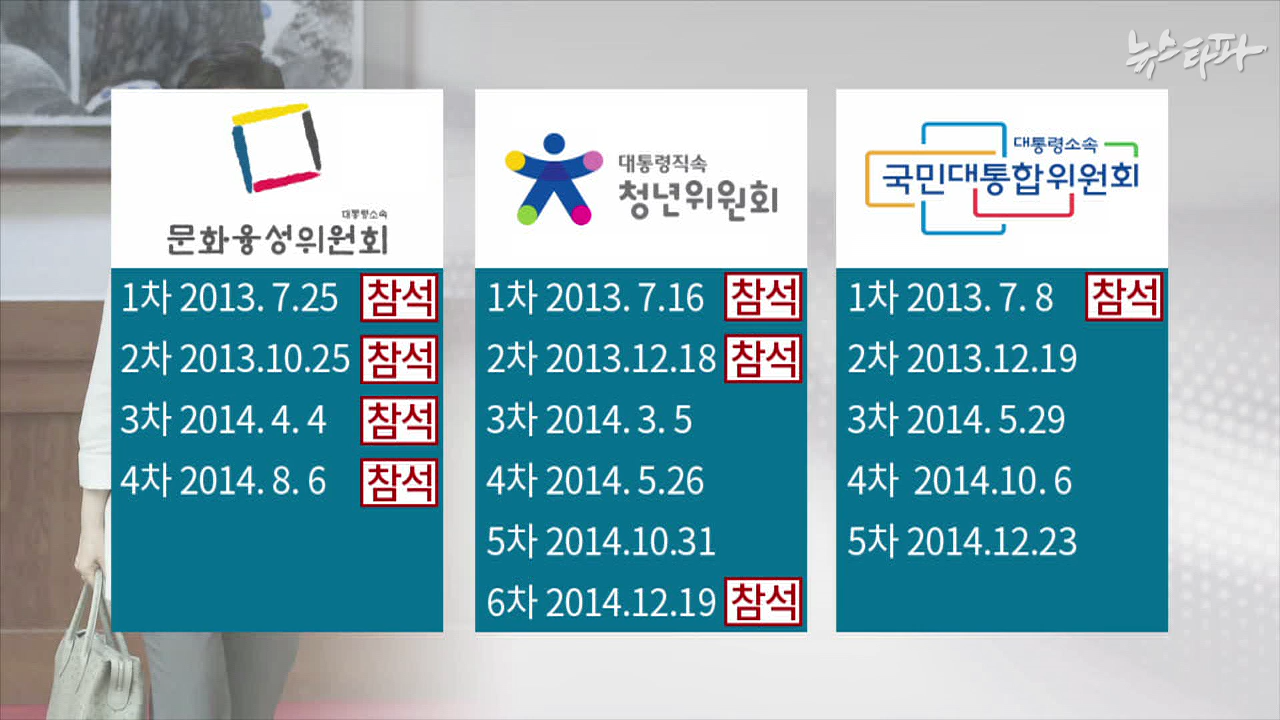 뉴스타파
대통령소속
문화융성위원회
1차 2013. 7.25 참석
2차 2013.10.25 참석
3차 2014. 4. 4 참석
4차 2014. 8. 6 참석
대통령직속
청년위원회
1차 2013. 7.16 참석
2차 2013.12.18 참석
3차 2014. 3. 5
4차 2014. 5.26
5차 2014.10.31
6차 2014.12.19 참석
대통령소속
국민대통합위원회
1차 2013. 7. 8 참석
2차 2013.12.19
3차 2014. 5.29
4차 2014.10. 6
5차 2014.12.23